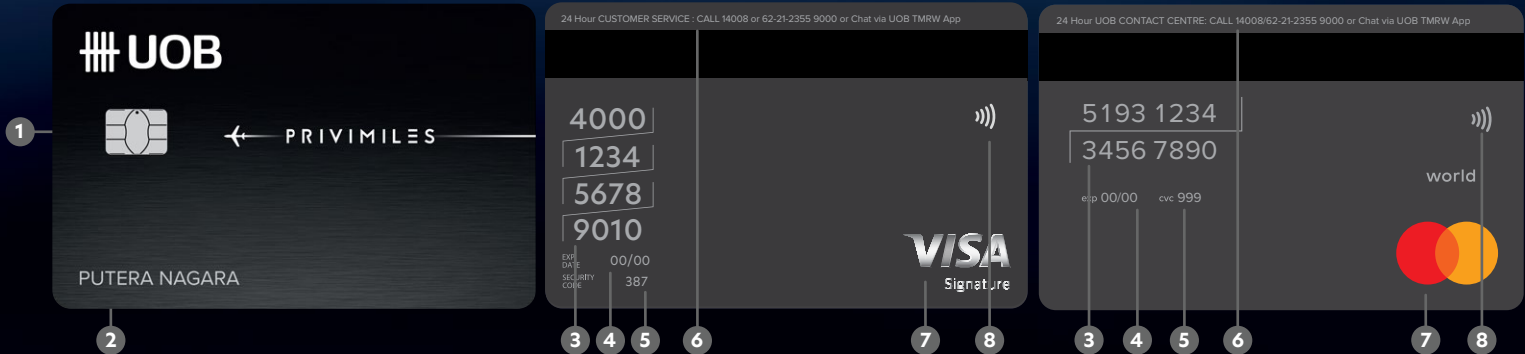 UOB
1
PRIVIMILES
PUTERA NAGARA
2
24 Hour CUSTOMER SERVICE : CALL 14008 or 62-21-2355 9000 or Chat via UOB TMRW App
4000
1234
5678
9010
EXP DATE 00/00
SECURITY CODE 387
VISA
Signature
3 4 5 6 7 8
24 Hour UOB CONTACT CENTRE: CALL 14008/62-21-2355 9000 or Chat via UOB TMRW App
5193 1234
3456 7890
world
exp 00/00 cvc 999
3 4 5 6 7 8